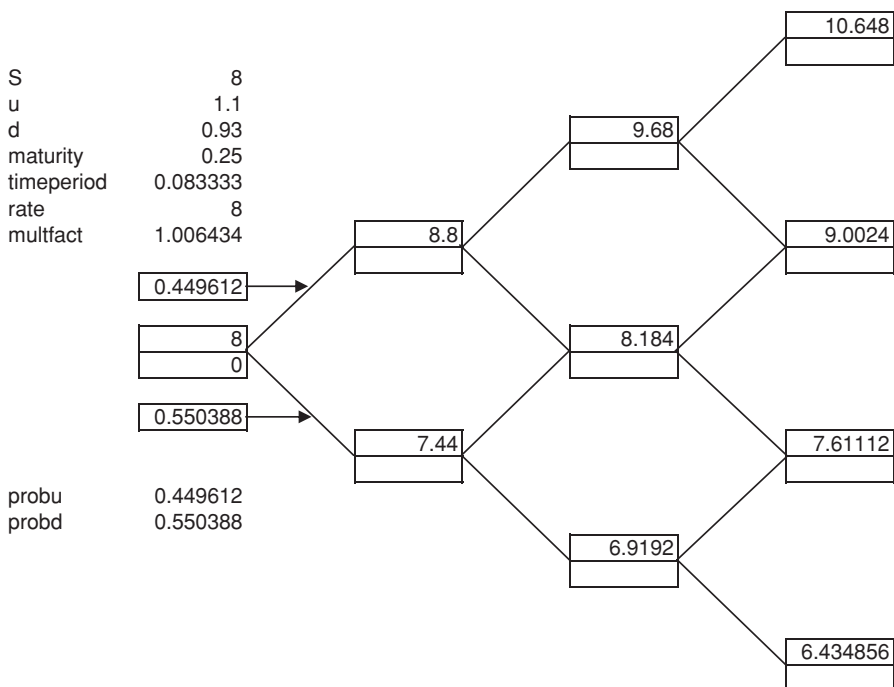 10.648
S 8
u 1.1
d 0.93
maturity 0.25
timeperiod 0.083333
rate 8
multfact 1.006434
9.68
8.8
9.0024
0.449612
8
0
8.184
0.550388
7.44
7.61112
probu 0.449612
probd 0.550388
6.9192
6.434856